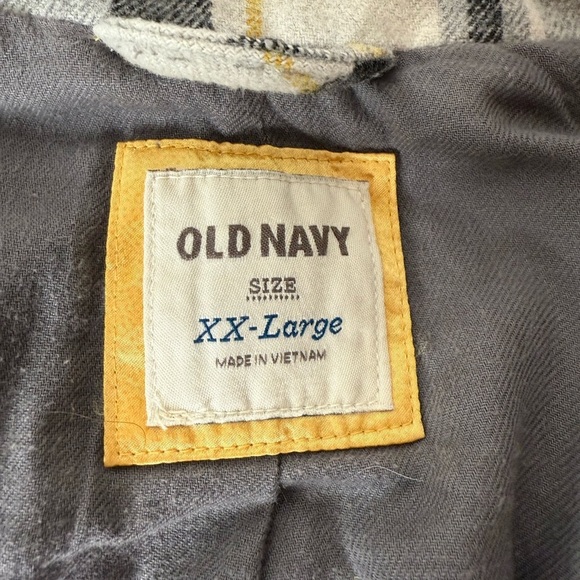 OLD NAVY
SIZE
XX-Large
MADE IN VIETNAM